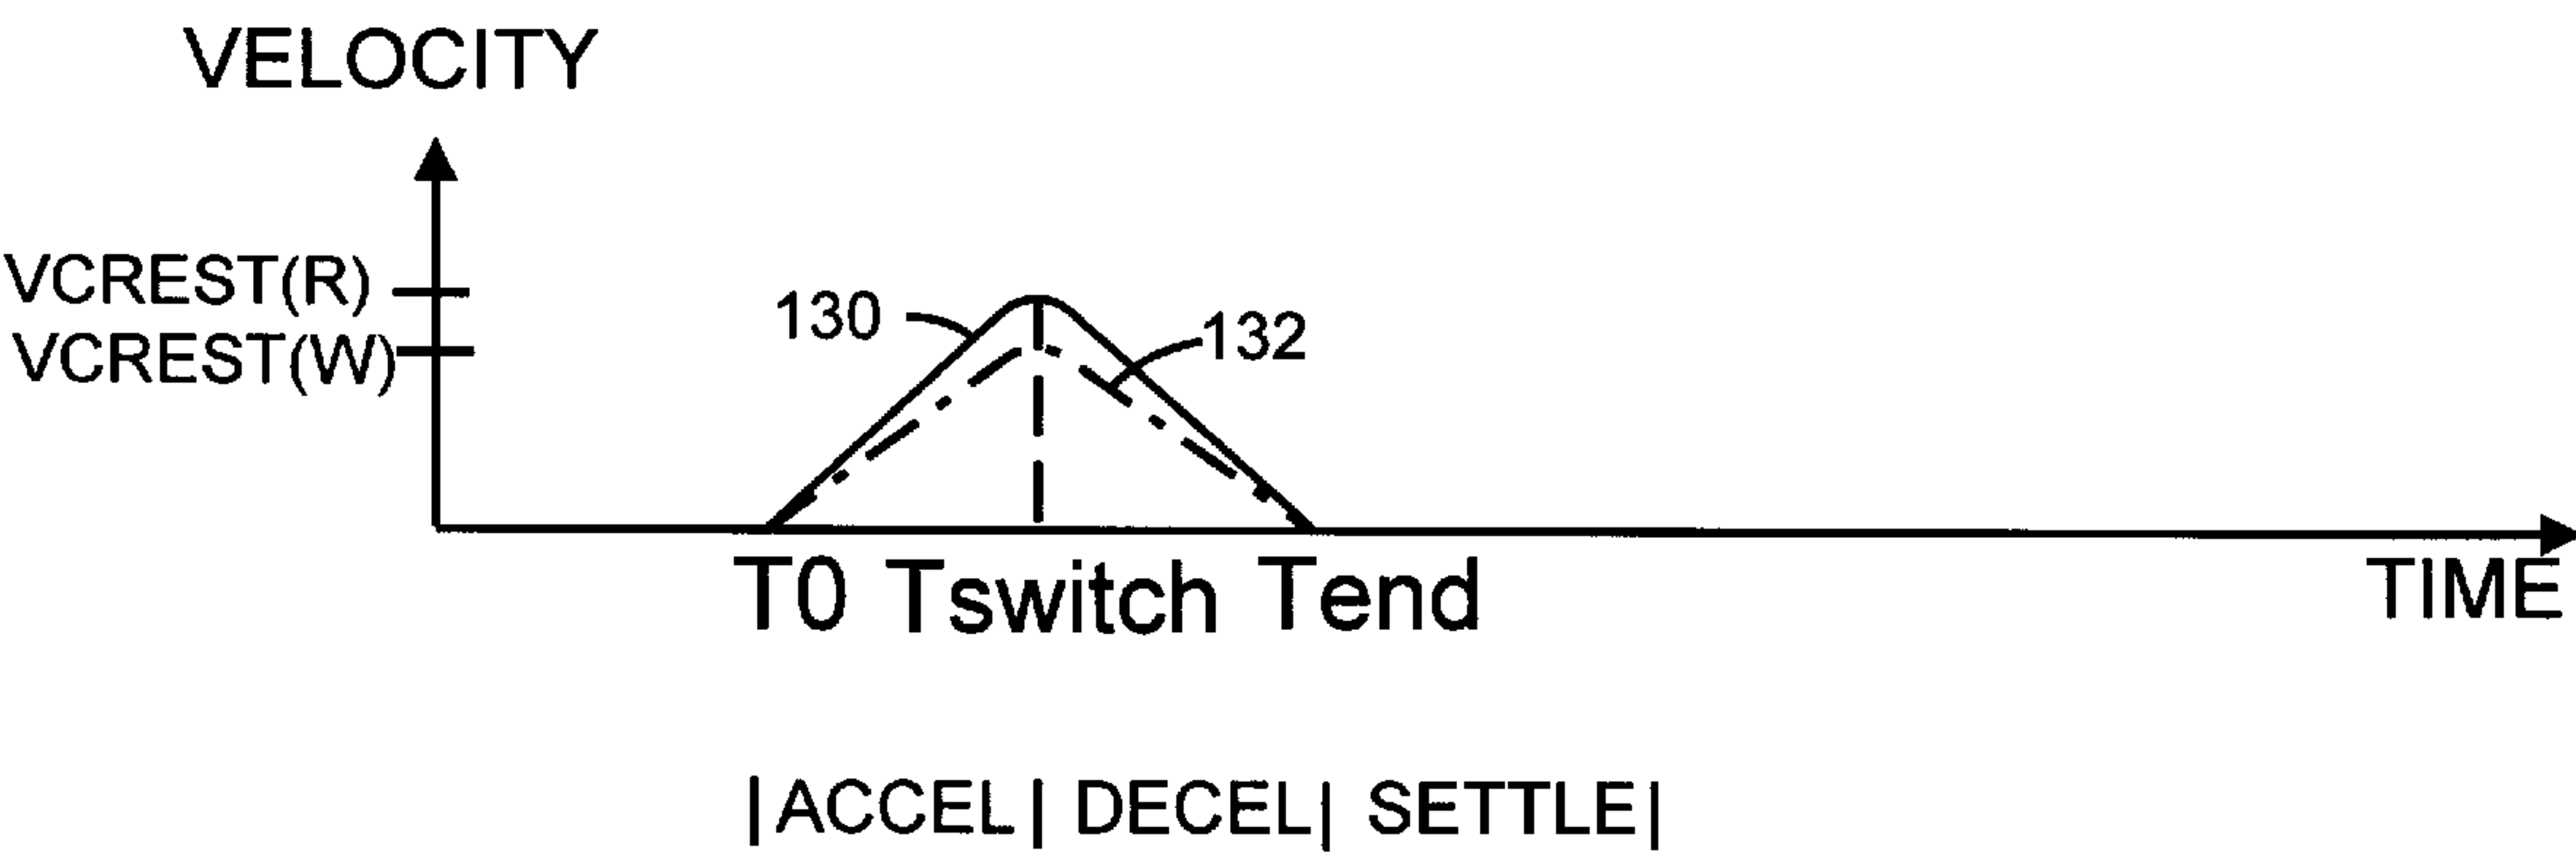 VELOCITY
VCREST(R)
VCREST(W)
130
132
T0 Tswitch Tend
TIME
|ACCEL| DECEL| SETTLE|